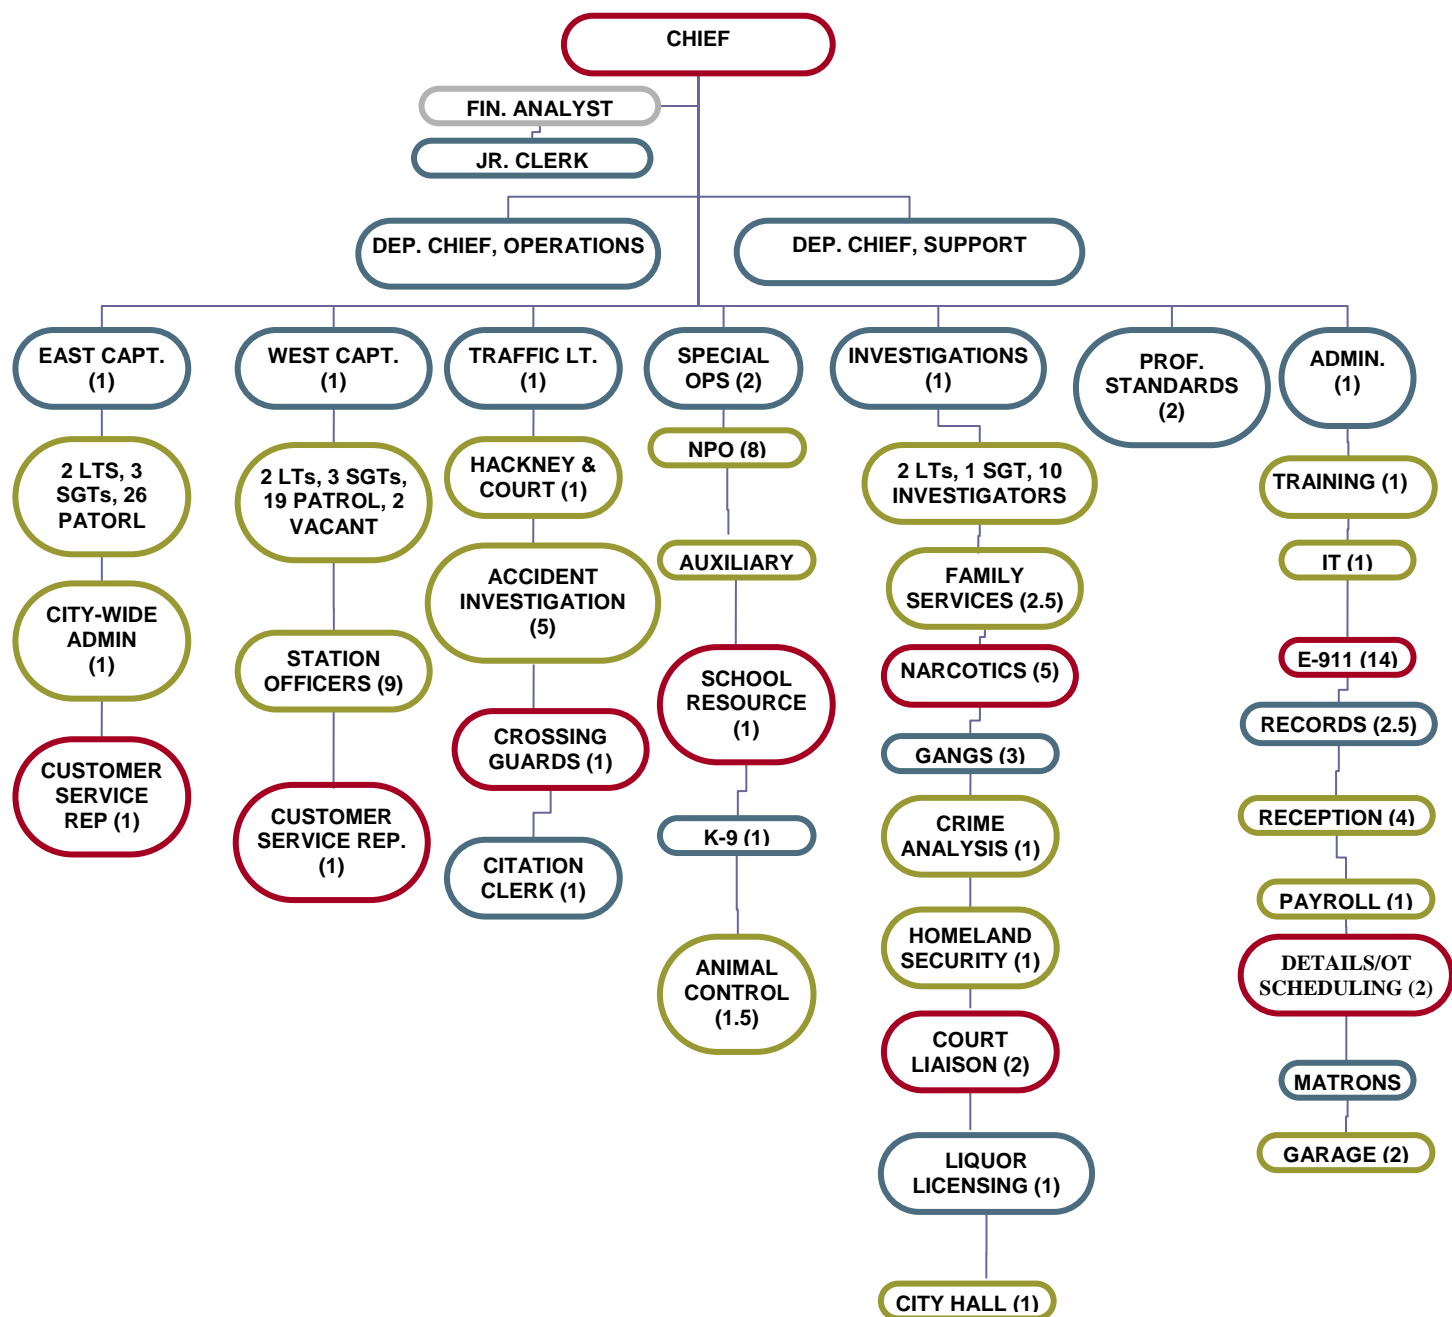 CHIEF
FIN. ANALYST
JR. CLERK
DEP. CHIEF, OPERATIONS
DEP. CHIEF, SUPPORT
EAST CAPT.
(1)
2 LTS, 3
SGTs, 26
PATORL
CITY-WIDE
ADMIN
(1)
CUSTOMER
SERVICE
REP (1)
WEST CAPT.
(1)
2 LTs, 3 SGTs,
19 PATROL, 2
VACANT
STATION
OFFICERS (9)
CUSTOMER
SERVICE REP.
(1)
TRAFFIC LT.
(1)
HACKNEY &
COURT (1)
ACCIDENT
INVESTIGATION
(5)
CROSSING
GUARDS (1)
CITATION
CLERK (1)
SPECIAL
OPS (2)
NPO (8)
AUXILIARY
SCHOOL
RESOURCE
(1)
K-9 (1)
ANIMAL
CONTROL
(1.5)
INVESTIGATIONS
(1)
2 LTs, 1 SGT, 10
INVESTIGATORS
FAMILY
SERVICES (2.5)
NARCOTICS (5)
GANGS (3)
CRIME
ANALYSIS (1)
HOMELAND
SECURITY (1)
COURT
LIAISON (2)
LIQUOR
LICENSING (1)
CITY HALL (1)
PROF.
STANDARDS
(2)
ADMIN.
(1)
TRAINING (1)
IT (1)
E-911 (14)
RECORDS (2.5)
RECEPTION (4)
PAYROLL (1)
DETAILS/OT
SCHEDULING (2)
MATRONS
GARAGE (2)